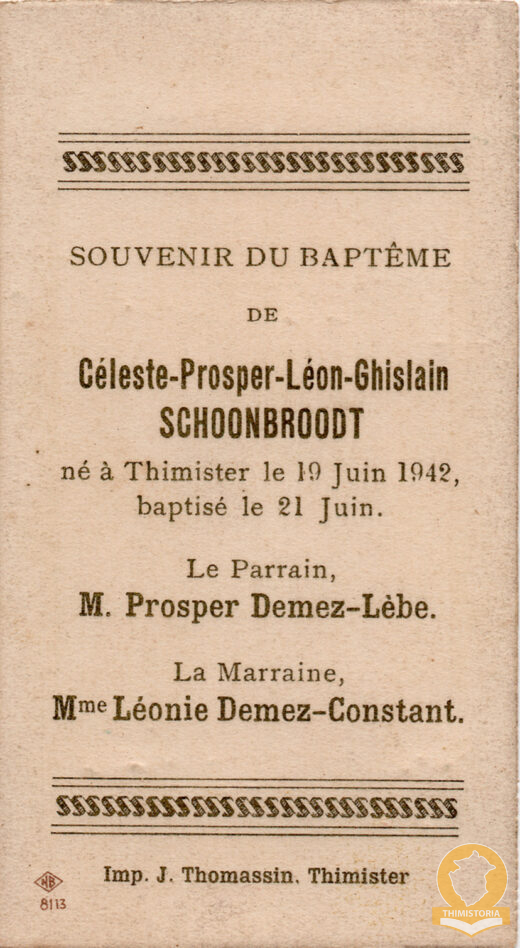 SOUVENIR DU BAPTÊME
DE
Céleste-Prosper-Léon-Ghislain
SCHOONBROODT
né à Thimister le 19 Juin 1942,
baptisé le 21 Juin.
Le Parrain,
M. Prosper Demez-Lèbe.
La Marraine,
Mme Léonie Demez-Constant.
Imp. J. Thomassin. Thimister
NB
8113
THIMISTORIA